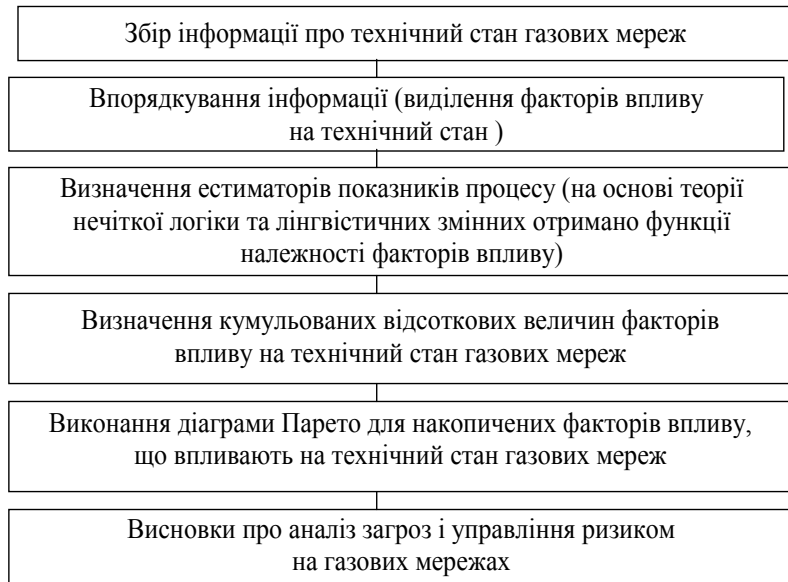 Збір інформації про технічний стан газових мереж
Впорядкування інформації (виділення факторів впливу
на технічний стан )
Визначення естиматорів показників процесу (на основі теорії
нечіткої логіки та лінгвістичних змінних отримано функції
належності факторів впливу)
Визначення кумульованих відсоткових величин факторів
впливу на технічний стан газових мереж
Виконання діаграми Парето для накопичених факторів впливу,
що впливають на технічний стан газових мереж
Висновки про аналіз загроз і управління ризиком
на газових мережах